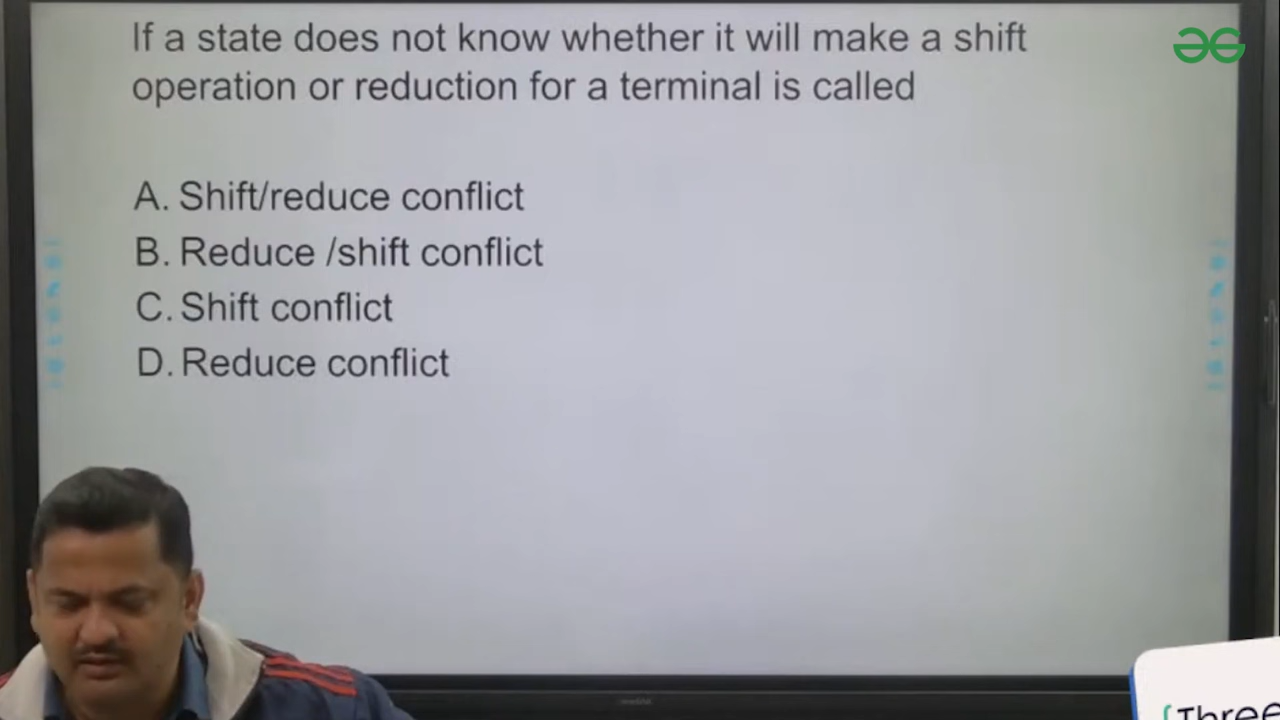 If a state does not know whether it will make a shift
operation or reduction for a terminal is called
A. Shift/reduce conflict
B. Reduce /shift conflict
C. Shift conflict
D. Reduce conflict
{Three